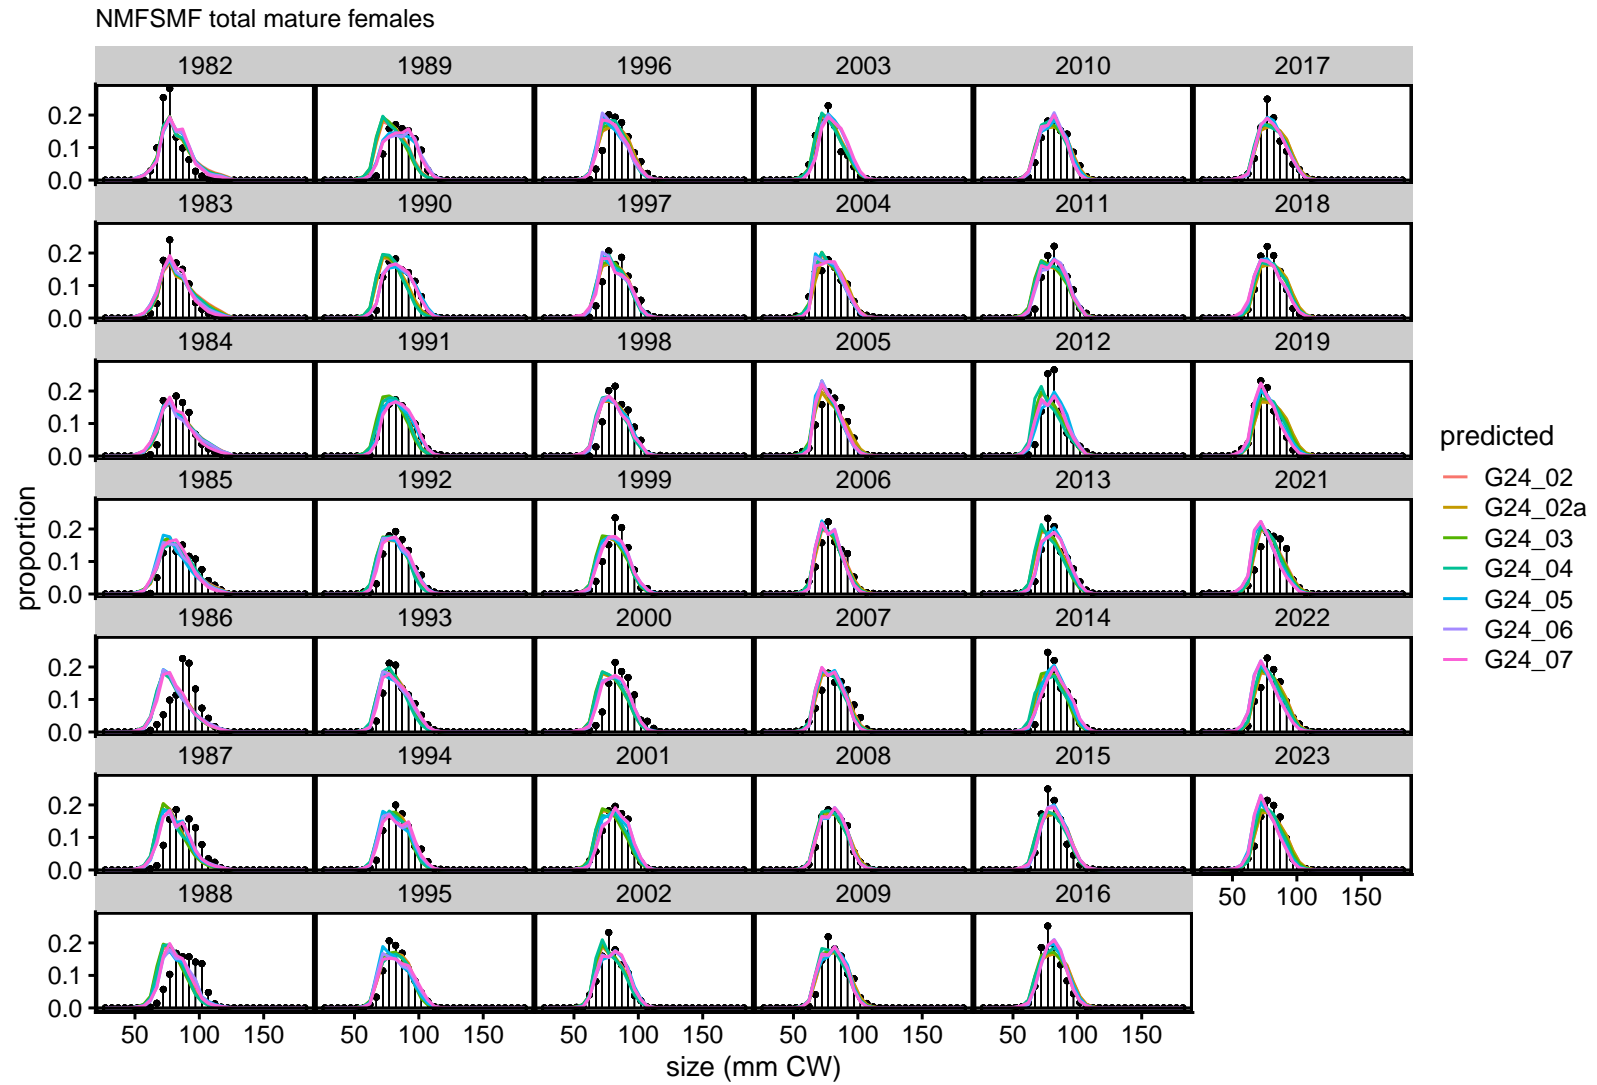 NMFSMF total mature females
1982 1989 1996 2003 2010 2017
0.2
0.1
0.0
1983 1990 1997 2004 2011 2018
0.2
0.1
0.0
1984 1991 1998 2005 2012 2019
0.2
0.1
0.0
1985 1992 1999 2006 2013 2021
0.2
0.1
0.0
1986 1993 2000 2007 2014 2022
0.2
0.1
0.0
1987 1994 2001 2008 2015 2023
0.2
0.1
0.0
50 100 150
1988 1995 2002 2009 2016
0.2
0.1
0.0
50 100 150 50 100 150 50 100 150 50 100 150 50 100 150
size (mm CW)
proportion
predicted
G24_02
G24_02a
G24_03
G24_04
G24_05
G24_06
G24_07